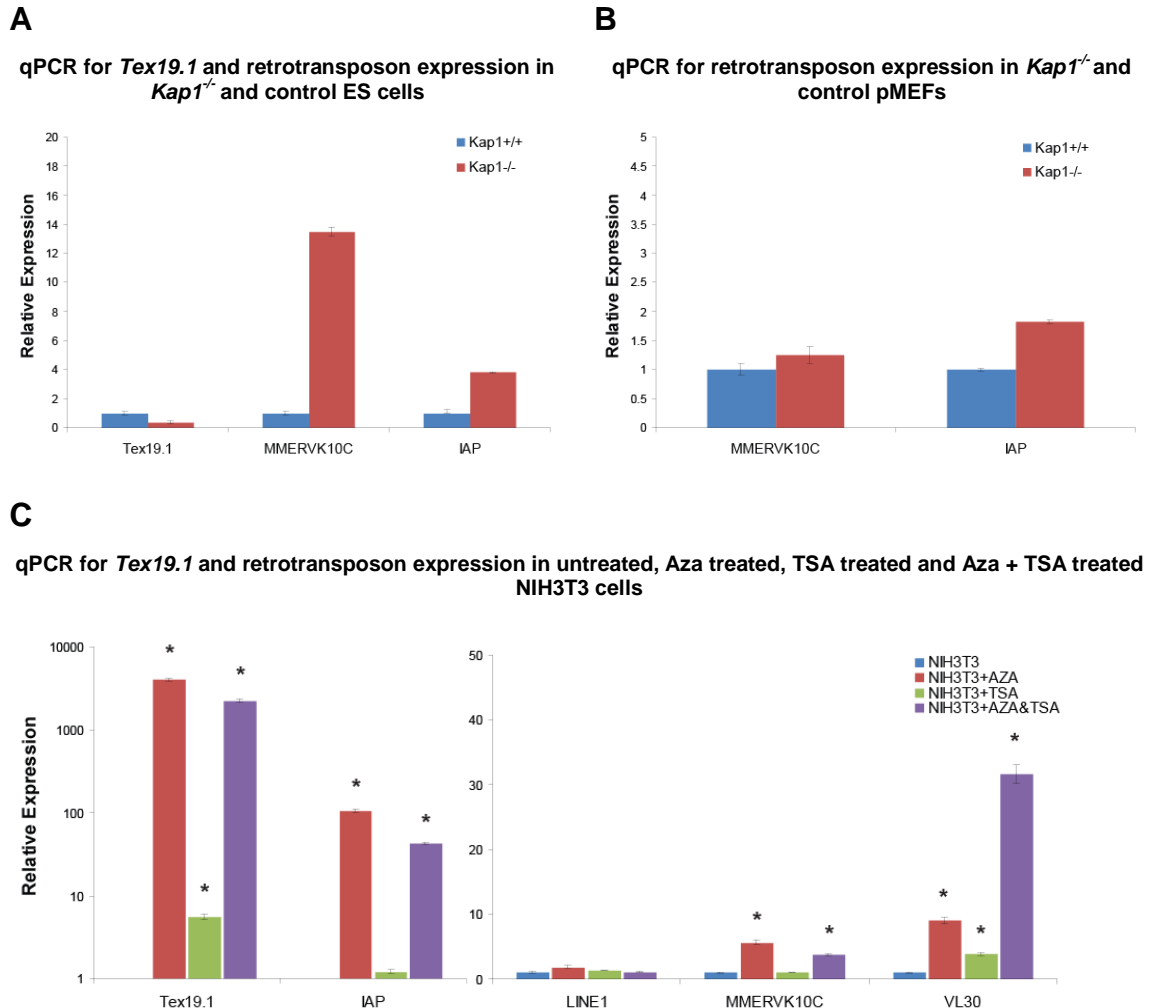 A
qPCR for Tex19.1 and retrotransposon expression in
Kap1-/- and control ES cells
Relative Expression
20
18
16
14
12
10
8
6
4
2
0
Kap1+/+
Kap1-/-
Tex19.1
MMERVK10C
IAP
B
qPCR for retrotransposon expression in Kap1-/- and
control pMEFs
Relative Expression
5
4.5
4
3.5
3
2.5
2
1.5
1
0.5
0
Kap1+/+
Kap1-/-
MMERVK10C
IAP
C
qPCR for Tex19.1 and retrotransposon expression in untreated, Aza treated, TSA treated and Aza + TSA treated
NIH3T3 cells
Relative Expression
10000
1000
100
10
1
*
*
*
*
*
Tex19.1
IAP
50
40
30
20
10
0
NIH3T3
NIH3T3+AZA
NIH3T3+TSA
NIH3T3+AZA&TSA
*
*
*
*
*
LINE1
MMERVK10C
VL30